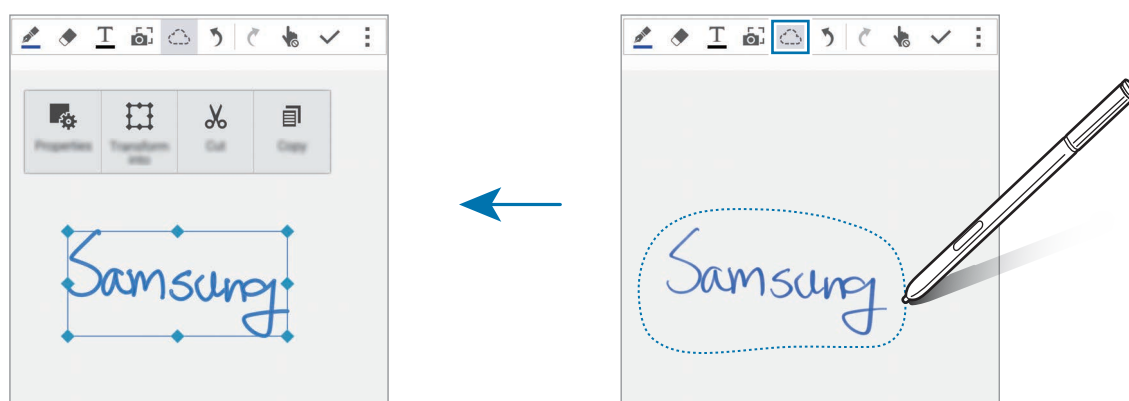 T
Properties
Transform
into
Cut
Copy
Samsung
T
Samsung